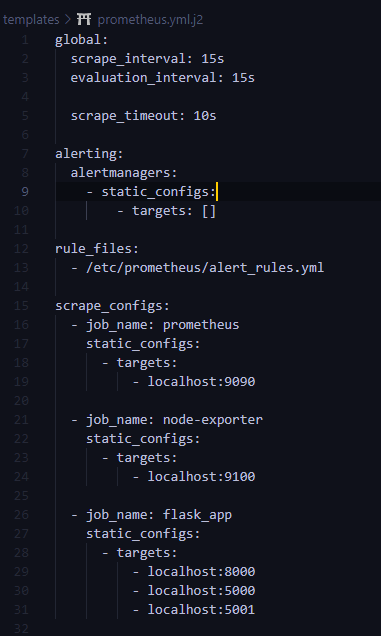 templates > prometheus.yml.j2
1 global:
2   scrape_interval: 15s
3   evaluation_interval: 15s
4
5   scrape_timeout: 10s
6
7 alerting:
8   alertmanagers:
9     - static_configs:
10         - targets: []
11
12 rule_files:
13   - /etc/prometheus/alert_rules.yml
14
15 scrape_configs:
16   - job_name: prometheus
17     static_configs:
18       - targets:
19           - localhost:9090
20
21   - job_name: node-exporter
22     static_configs:
23       - targets:
24           - localhost:9100
25
26   - job_name: flask_app
27     static_configs:
28       - targets:
29           - localhost:8000
30           - localhost:5000
31           - localhost:5001
32